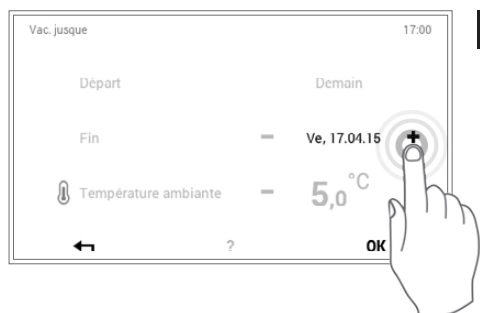 Vac. jusque 17:00
Départ Demain
Fin - Ve, 17.04.15 +
Température ambiante - 5,0 °C
? OK